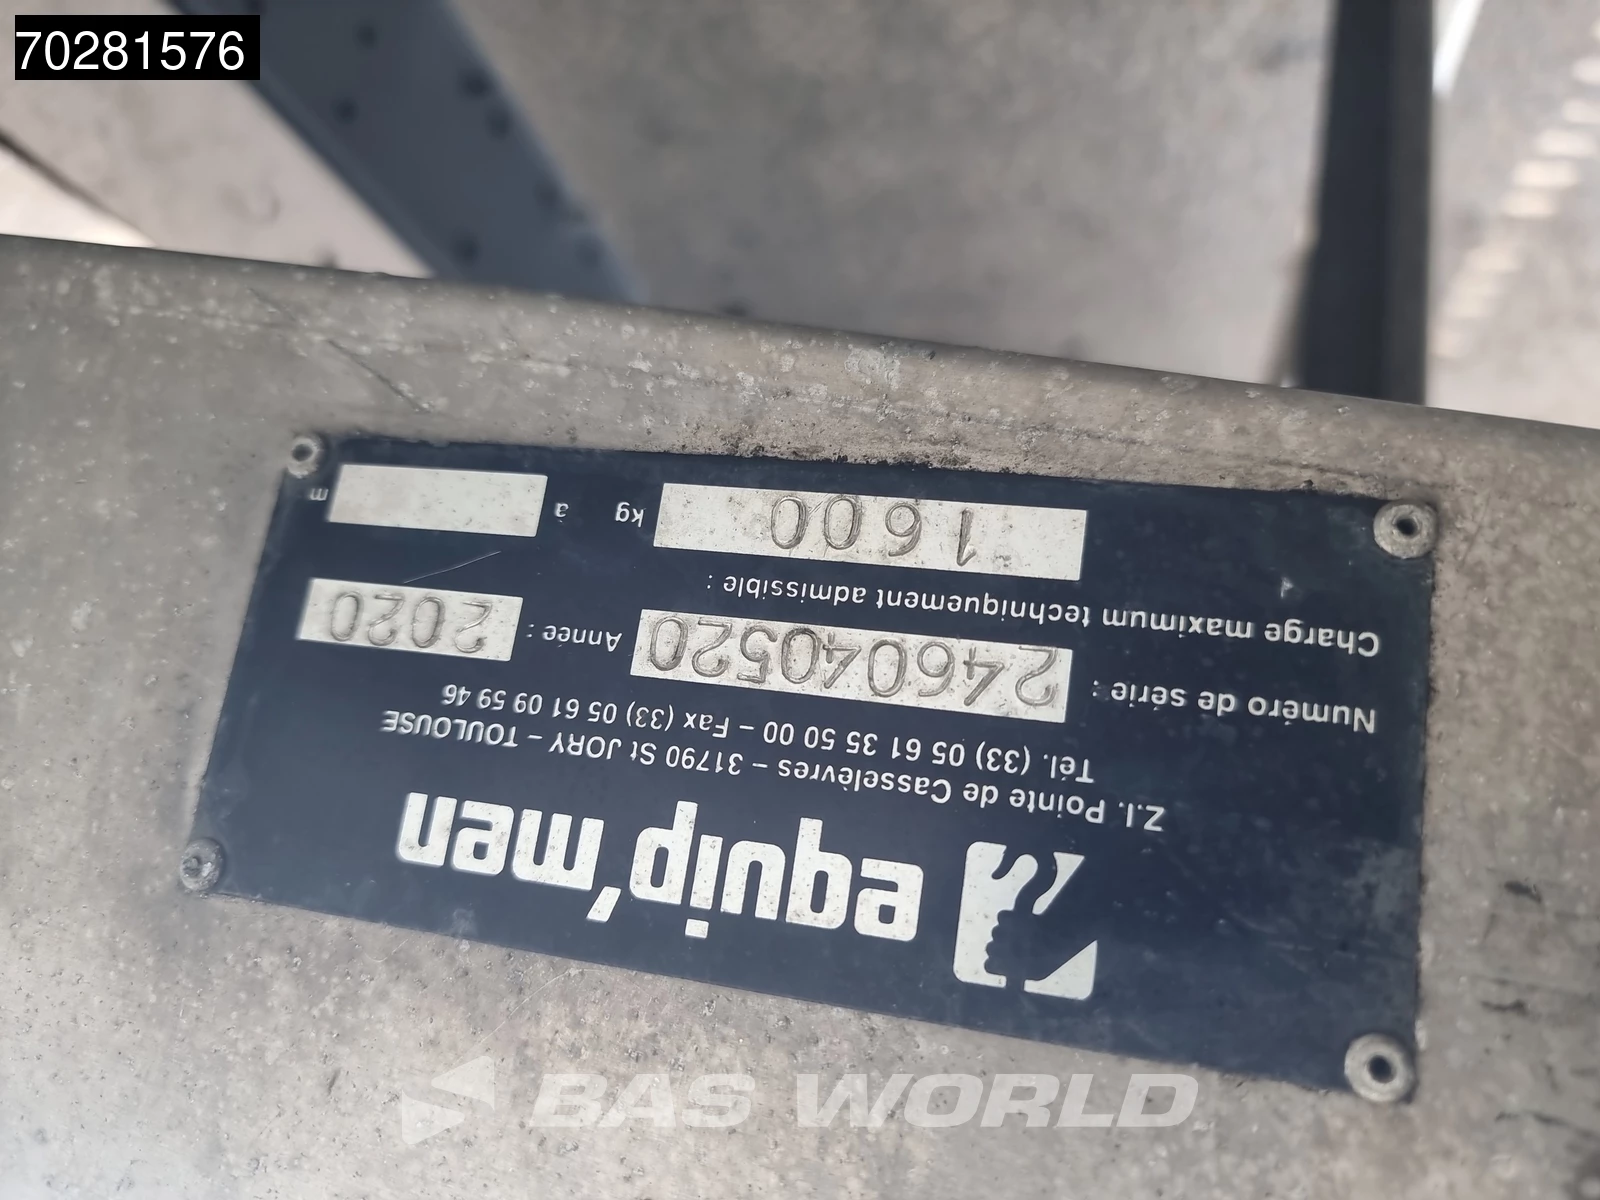 70281576
equip'men
Z.I. Pointe de Casselèvres – 31790 St JORY – TOULOUSE
Tél. (33) 05 61 35 50 00 – Fax (33) 05 61 09 59 46
Numéro de série : 246040520 Année : 2020
Charge maximum techniquement admissible :
1600 kg a m
BAS WORLD